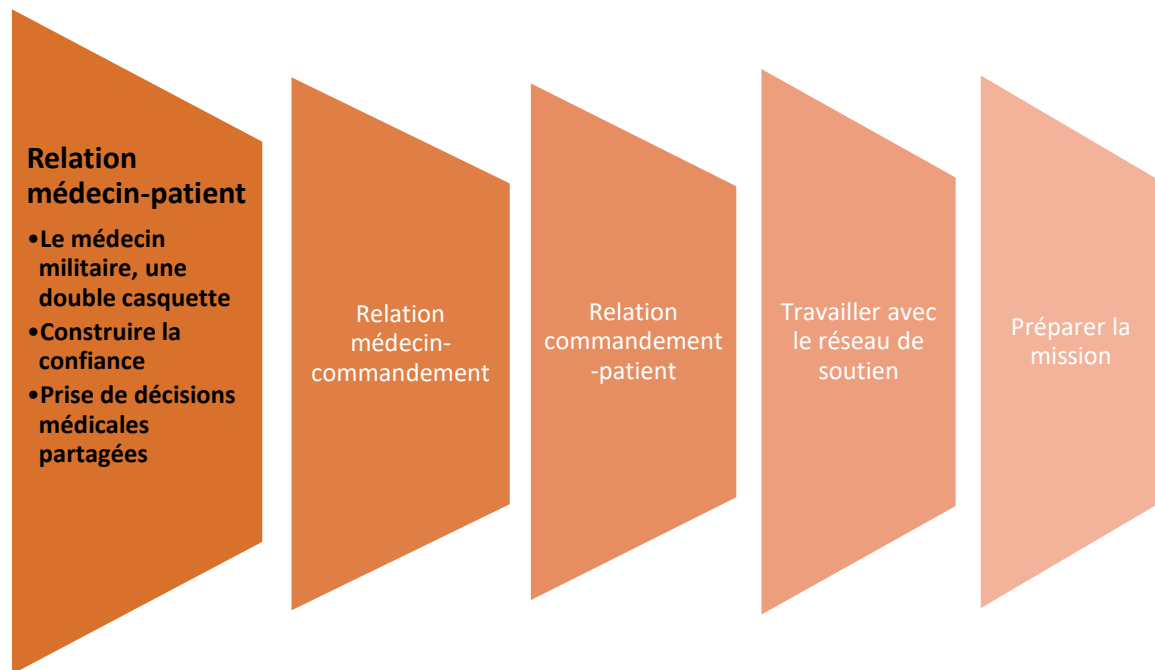 Relation
médecin-patient
•Le médecin
militaire, une
double casquette
•Construire la
confiance
•Prise de décisions
médicales
partagées
Relation
médecin-
commandement
Relation
commandement
-patient
Travailler avec
le réseau de
soutien
Préparer la
mission